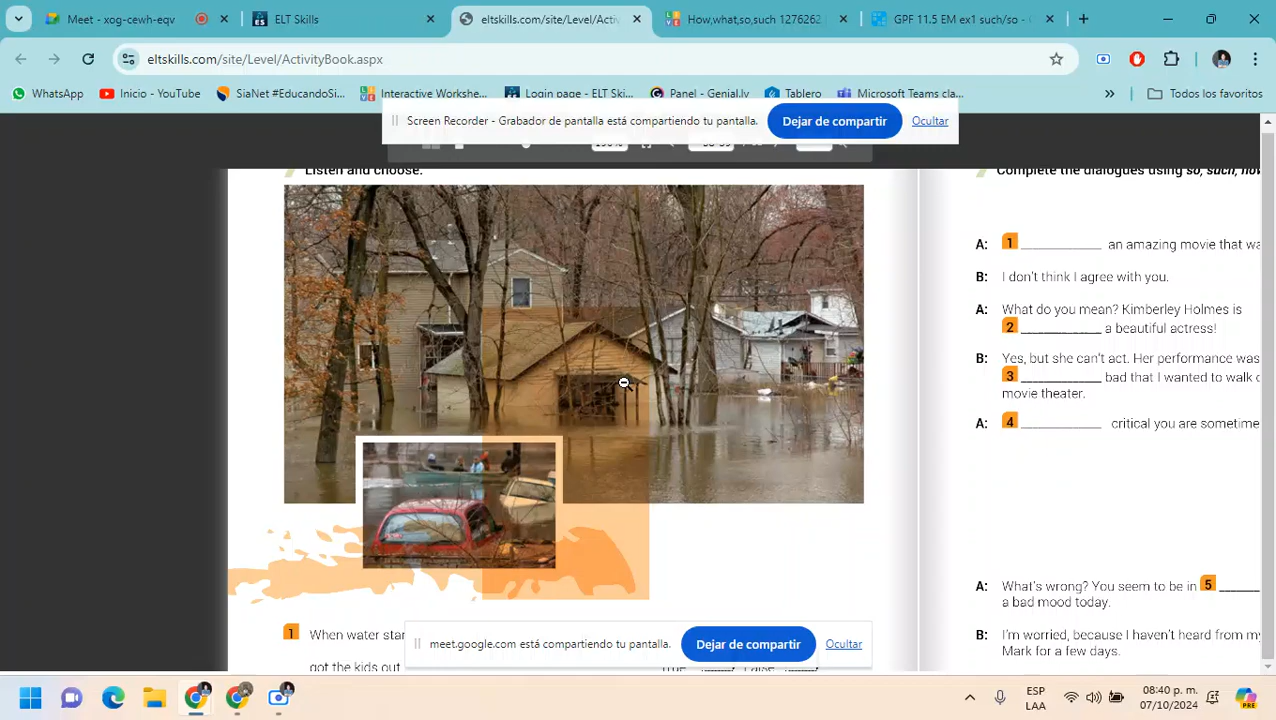 Meet - xog-cewh-eqv
ELT Skills
eltskills.com/site/Level/Activ
How,what,so,such 1276262
GPF 11.5 EM ex1 such/so -
eltskills.com/site/Level/ActivityBook.aspx
WhatsApp
Inicio - YouTube
SiaNet #EducandoSi...
Interactive Workshe...
Login page - ELT Ski...
Panel - Genial.ly
Tablero
Microsoft Teams cla...
Todos los favoritos
Screen Recorder - Grabador de pantalla está compartiendo tu pantalla.
Dejar de compartir
Ocultar
Listen and choose.
1 When water star
got the kids out
Complete the dialogues using so, such, how
A: 1 ____________ an amazing movie that wa
B: I don't think I agree with you.
A: What do you mean? Kimberley Holmes is
2 ____________ a beautiful actress!
B: Yes, but she can't act. Her performance was
3 ____________ bad that I wanted to walk o
movie theater.
A: 4 ____________ critical you are sometime
A: What's wrong? You seem to be in 5 ______
a bad mood today.
B: I'm worried, because I haven't heard from my
Mark for a few days.
meet.google.com está compartiendo tu pantalla.
Dejar de compartir
Ocultar
ESP
LAA
08:40 p. m.
07/10/2024
PRE